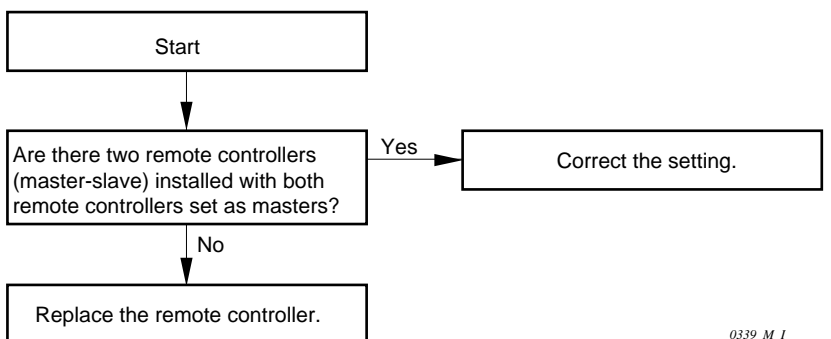 Start
Are there two remote controllers
(master-slave) installed with both
remote controllers set as masters?
Yes
Correct the setting.
No
Replace the remote controller.
0339_M_I